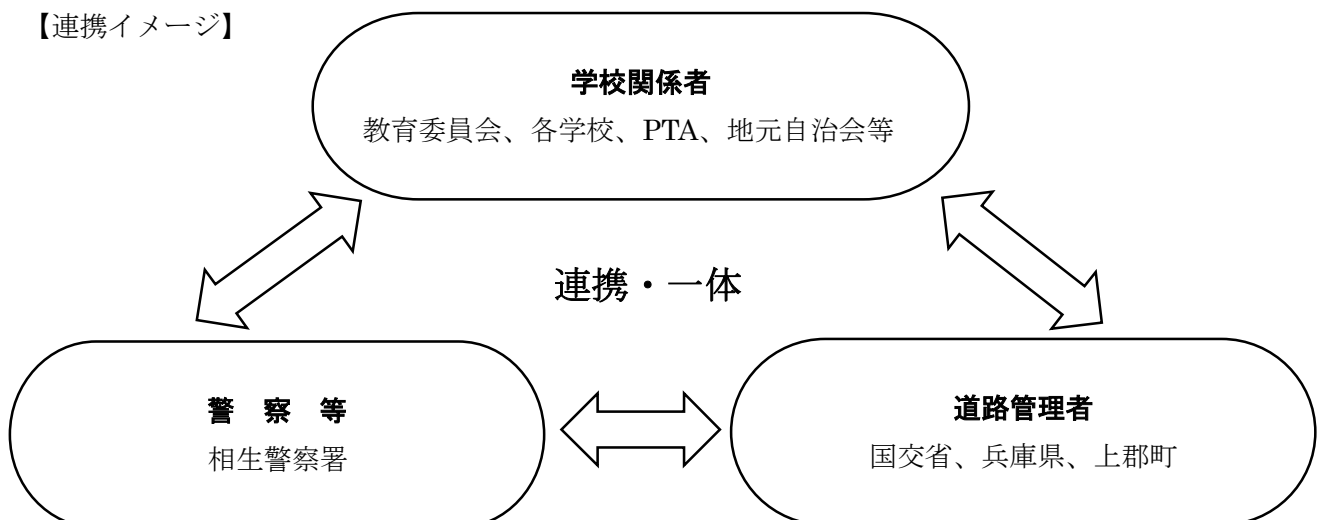 【連携イメージ】
学校関係者
教育委員会、各学校、PTA、地元自治会等
連携・一体
警　察　等
相生警察署
道路管理者
国交省、兵庫県、上郡町